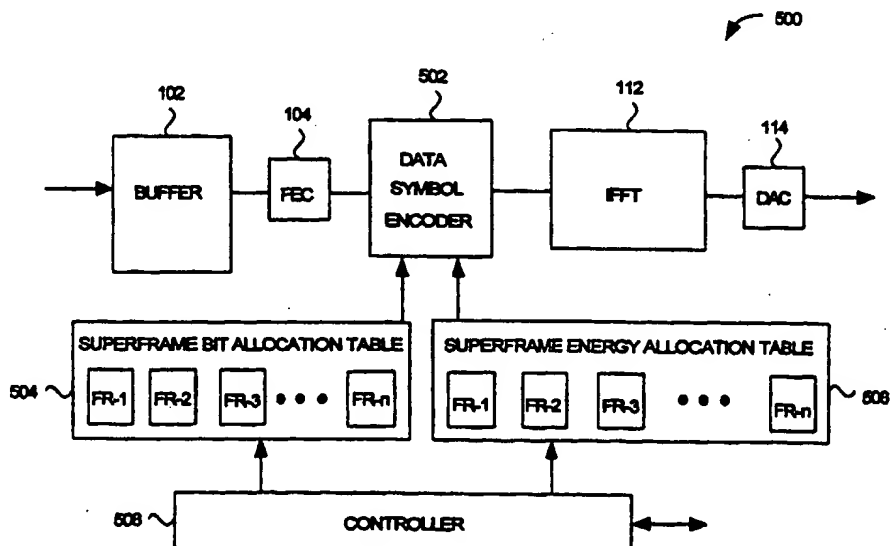 500
102
104
502
112
114
BUFFER
FEC
DATA
SYMBOL
ENCODER
IFFT
DAC
SUPERFRAME BIT ALLOCATION TABLE
FR-1 FR-2 FR-3 • • • FR-n
504
SUPERFRAME ENERGY ALLOCATION TABLE
FR-1 FR-2 FR-3 • • • FR-n
506
508
CONTROLLER